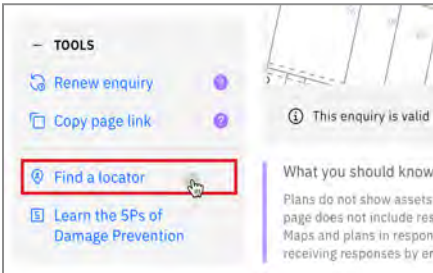 – TOOLS
Renew enquiry ?
Copy page link ?
Find a locator
Learn the 5Ps of
Damage Prevention
This enquiry is valid
What you should know
Plans do not show assets
page does not include res
Maps and plans in respon
receiving responses by er